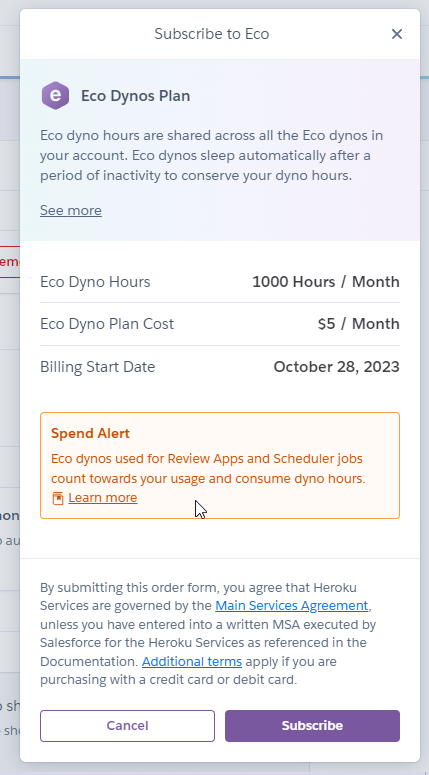 Subscribe to Eco
e
Eco Dynos Plan
Eco dyno hours are shared across all the Eco dynos in
your account. Eco dynos sleep automatically after a
period of inactivity to conserve your dyno hours.
See more
Eco Dyno Hours 1000 Hours / Month
Eco Dyno Plan Cost $5 / Month
Billing Start Date October 28, 2023
Spend Alert
Eco dynos used for Review Apps and Scheduler jobs
count towards your usage and consume dyno hours.
Learn more
By submitting this order form, you agree that Heroku
Services are governed by the Main Services Agreement,
unless you have entered into a written MSA executed by
Salesforce for the Heroku Services as referenced in the
Documentation. Additional terms apply if you are
purchasing with a credit card or debit card.
Cancel Subscribe